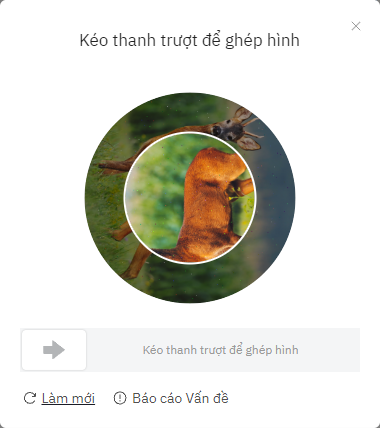 Kéo thanh trượt để ghép hình
Kéo thanh trượt để ghép hình
Làm mới
Báo cáo Vấn đề